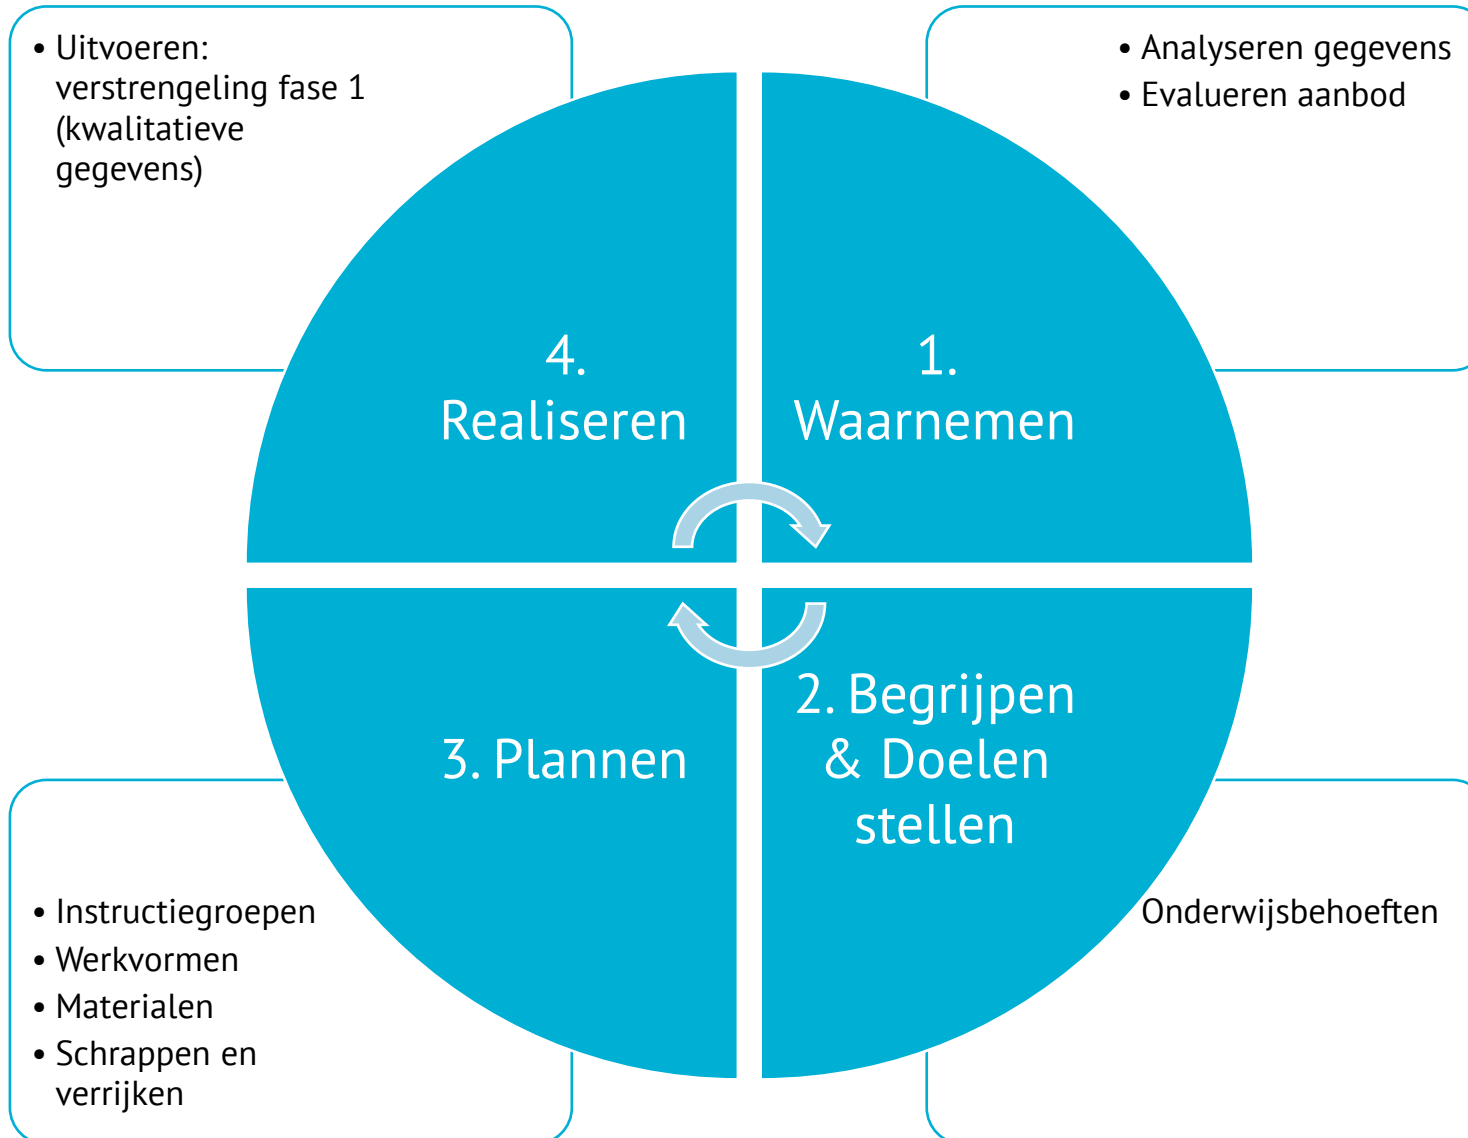 • Uitvoeren:
verstrengeling fase 1
(kwalitatieve
gegevens)
• Analyseren gegevens
• Evalueren aanbod
4.
Realiseren
1.
Waarnemen
3. Plannen
2. Begrijpen
& Doelen
stellen
• Instructiegroepen
• Werkvormen
• Materialen
• Schrappen en
verrijken
Onderwijsbehoeften